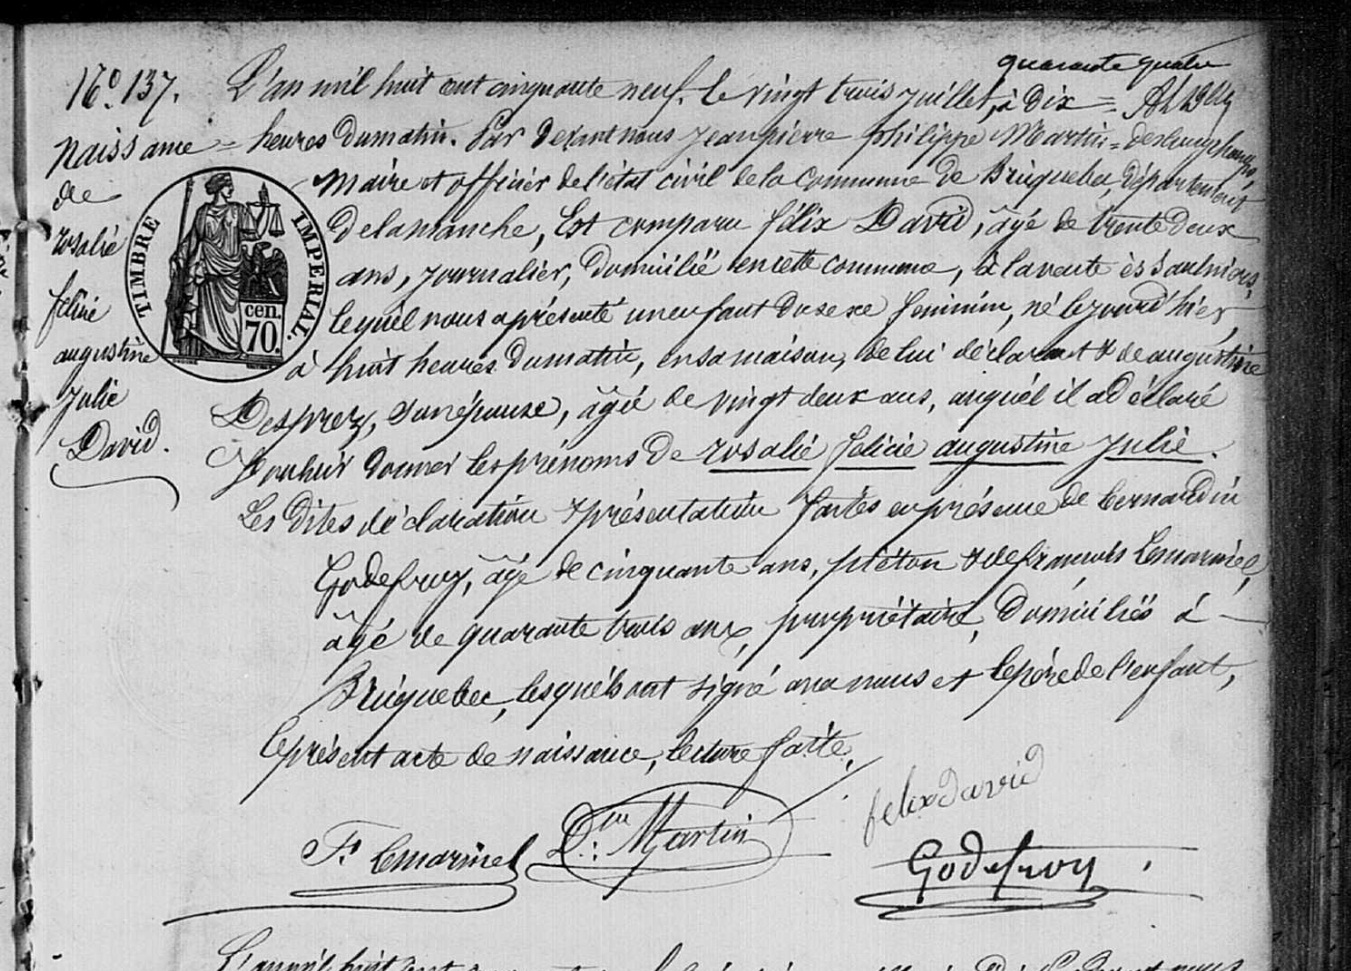 quarante quatre
N.º 137.
naissance
de
rosalie
félicie
augustine
Julie
David.
TIMBRE IMPERIAL.
cen.
70.
L'an mil huit cent cinquante neuf, le vingt trois juillet, à dix =
heures du matin. Par devant nous jean pierre philippe Martin = deslongchamps,
Maire et officier de l'état civil de la commune de Bricquebec, département
de la manche, Est comparu félix David, âgé de trente deux
ans, journalier, domicilié en cette commune, à la vente ès saulniers,
lequel nous a présenté un enfant du sexe féminin, né le jour d'hier,
à huit heures du matin, en sa maison, de lui déclarant & de augustine
Desprez, son épouse, âgée de vingt deux ans, auquel il a déclaré
vouloir donner les prénoms de rosalie felicie augustine julie.
Les dites déclaration & présentation faites en présence de bernardin
Godefroy, âgé de cinquante ans, piéton & de françois Lemarinel,
âgé de quarante trois ans, propriétaire, domiciliés à —
Bricquebec, lesquels ont signé avec nous et le père de l'enfant,
le présent acte de naissance, lecture faite.
felix david
F. Lemarinel D. Martin
Godefroy
L'an mil huit cent